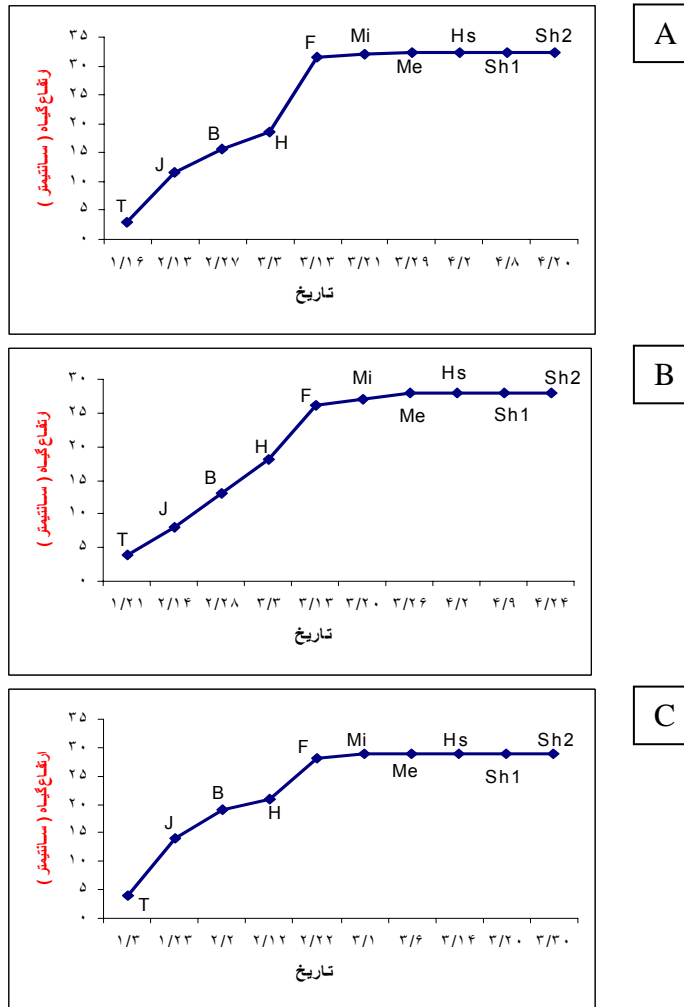 A
۳۵
۳۰
۲۵
۲۰
۱۵
۱۰
۵
۰
رتفاع گیاه ( سانتیمتر )
T
J
B
H
F
Mi
Me
Hs
Sh1
Sh2
۱/۱۶ ۲/۱۳ ۲/۲۷ ۳/۳ ۳/۱۳ ۳/۲۱ ۳/۲۹ ۴/۲ ۴/۸ ۴/۲۰
تاریخ
B
۳۰
۲۵
۲۰
۱۵
۱۰
۵
۰
رتفاع گیاه ( سانتیمتر )
T
J
B
H
F
Mi
Me
Hs
Sh1
Sh2
۱/۲۱ ۲/۱۴ ۲/۲۸ ۳/۳ ۳/۱۳ ۳/۲۰ ۳/۲۶ ۴/۲ ۴/۹ ۴/۲۴
تاریخ
C
۳۵
۳۰
۲۵
۲۰
۱۵
۱۰
۵
۰
ارتفاع گیاه ( سانتیمتر )
T
J
B
H
F
Mi
Me
Hs
Sh1
Sh2
۱/۳ ۱/۲۳ ۲/۲ ۲/۱۲ ۲/۲۲ ۳/۱ ۳/۶ ۳/۱۴ ۳/۲۰ ۳/۳۰
تاریخ